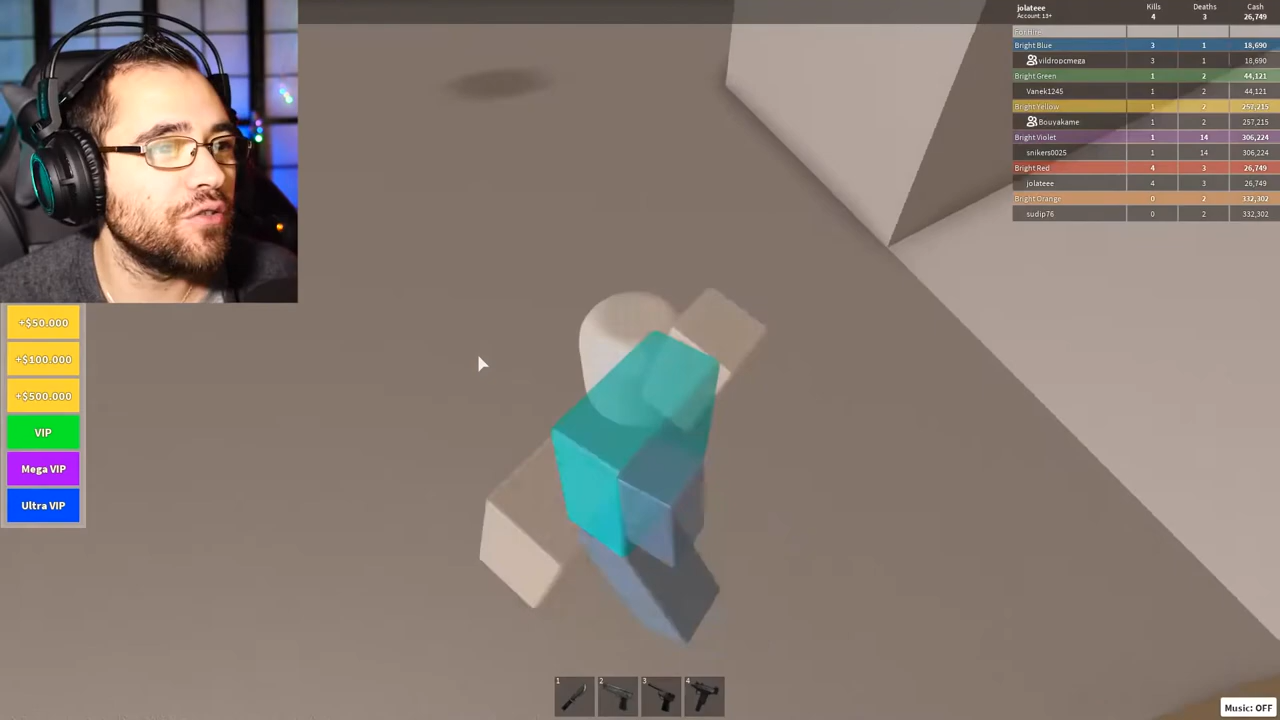 jolateee
Account: 13+
Kills Deaths Cash
4 3 26,749
For Hire
Bright Blue 3 1 18,690
vildropcmega 3 1 18,690
Bright Green 1 2 44,121
Vanek1245 1 2 44,121
Bright Yellow 1 2 257,215
Bouyakame 1 2 257,215
Bright Violet 1 14 306,224
snikers0025 1 14 306,224
Bright Red 4 3 26,749
jolateee 4 3 26,749
Bright Orange 0 2 332,302
sudip76 0 2 332,302
+$50.000
+$100.000
+$500.000
VIP
Mega VIP
Ultra VIP
1 2 3 4
Music: OFF